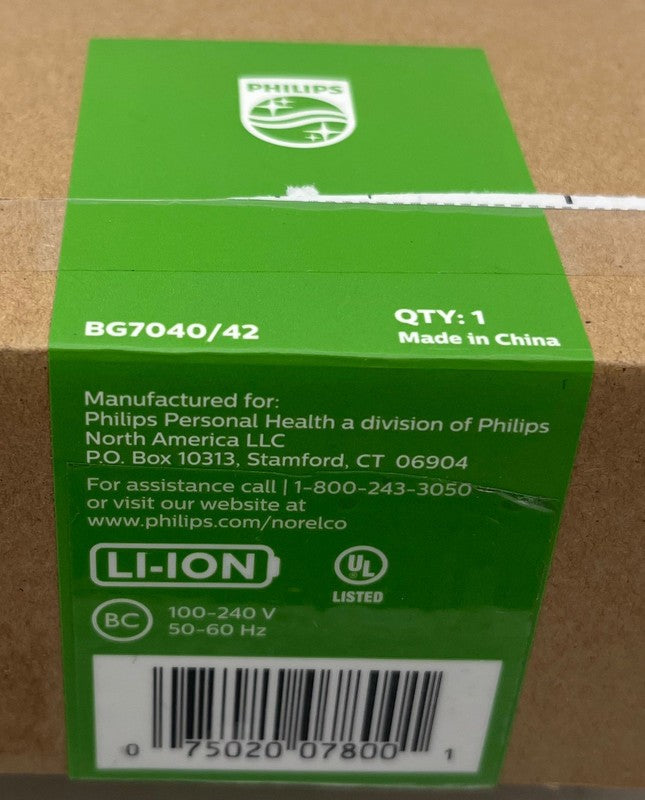 PHILIPS
BG7040/42
QTY: 1
Made in China
Manufactured for:
Philips Personal Health a division of Philips
North America LLC
P.O. Box 10313, Stamford, CT 06904
For assistance call | 1-800-243-3050
or visit our website at
www.philips.com/norelco
LI-ION
UL
LISTED
BC
100-240 V
50-60 Hz
0 75020 07800 1